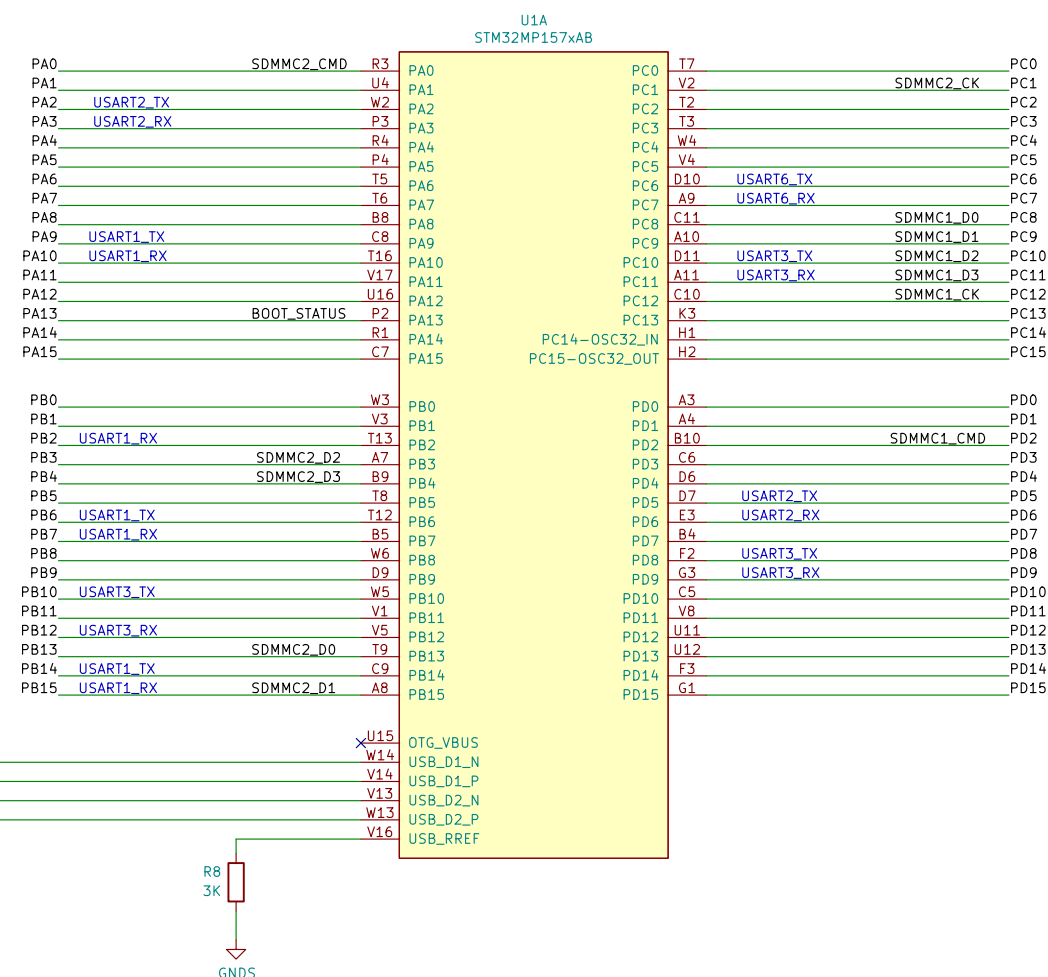 U1A
STM32MP157xAB
PA0 SDMMC2_CMD R3 PA0 PC0 T7 PC0
PA1 U4 PA1 PC1 V2 SDMMC2_CK PC1
PA2 USART2_TX W2 PA2 PC2 T2 PC2
PA3 USART2_RX P3 PA3 PC3 T3 PC3
PA4 R4 PA4 PC4 W4 PC4
PA5 P4 PA5 PC5 V4 PC5
PA6 T5 PA6 PC6 D10 USART6_TX PC6
PA7 T6 PA7 PC7 A9 USART6_RX PC7
PA8 B8 PA8 PC8 C11 SDMMC1_D0 PC8
PA9 USART1_TX C8 PA9 PC9 A10 SDMMC1_D1 PC9
PA10 USART1_RX T16 PA10 PC10 D11 USART3_TX SDMMC1_D2 PC10
PA11 V17 PA11 PC11 A11 USART3_RX SDMMC1_D3 PC11
PA12 U16 PA12 PC12 C10 SDMMC1_CK PC12
PA13 BOOT_STATUS P2 PA13 PC13 K3 PC13
PA14 R1 PA14 PC14-OSC32_IN H1 PC14
PA15 C7 PA15 PC15-OSC32_OUT H2 PC15
PB0 W3 PB0 PD0 A3 PD0
PB1 V3 PB1 PD1 A4 PD1
PB2 USART1_RX T13 PB2 PD2 B10 SDMMC1_CMD PD2
PB3 SDMMC2_D2 A7 PB3 PD3 C6 PD3
PB4 SDMMC2_D3 B9 PB4 PD4 D6 PD4
PB5 T8 PB5 PD5 D7 USART2_TX PD5
PB6 USART1_TX T12 PB6 PD6 E3 USART2_RX PD6
PB7 USART1_RX B5 PB7 PD7 B4 PD7
PB8 W6 PB8 PD8 F2 USART3_TX PD8
PB9 D9 PB9 PD9 G3 USART3_RX PD9
PB10 USART3_TX W5 PB10 PD10 C5 PD10
PB11 V1 PB11 PD11 V8 PD11
PB12 USART3_RX V5 PB12 PD12 U11 PD12
PB13 SDMMC2_D0 T9 PB13 PD13 U12 PD13
PB14 USART1_TX C9 PB14 PD14 F3 PD14
PB15 USART1_RX SDMMC2_D1 A8 PB15 PD15 G1 PD15
U15 OTG_VBUS
W14 USB_D1_N
V14 USB_D1_P
V13 USB_D2_N
W13 USB_D2_P
V16 USB_RREF
R8
3K
GNDS